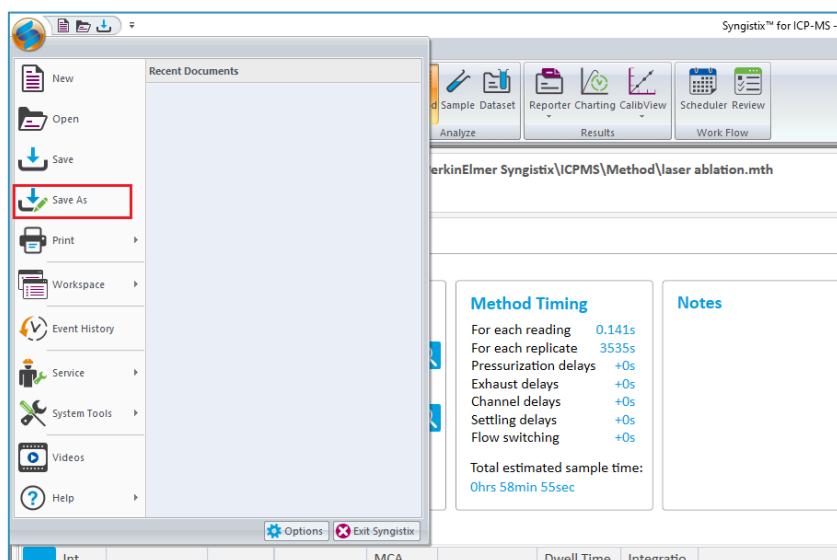 Syngistix™ for ICP-MS -
New
Open
Save
Save As
Print
Workspace
Event History
Service
System Tools
Videos
Help
Recent Documents
Options
Exit Syngistix
d Sample Dataset
Analyze
Reporter Charting CalibView
Results
Scheduler Review
Work Flow
erkinElmer Syngistix\ICPMS\Method\laser ablation.mth
Method Timing
For each reading 0.141s
For each replicate 3535s
Pressurization delays +0s
Exhaust delays +0s
Channel delays +0s
Settling delays +0s
Flow switching +0s
Total estimated sample time:
0hrs 58min 55sec
Notes
Int
MCA
Dwell Time
Integratio